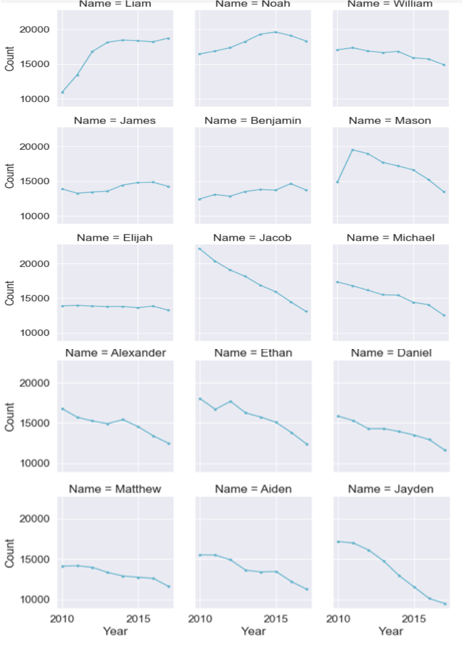 Name = Liam Name = Noah Name = William
20000
Count
15000
10000
Name = James Name = Benjamin Name = Mason
20000
Count
15000
10000
Name = Elijah Name = Jacob Name = Michael
20000
Count
15000
10000
Name = Alexander Name = Ethan Name = Daniel
20000
Count
15000
10000
Name = Matthew Name = Aiden Name = Jayden
20000
Count
15000
10000
2010 2015 2010 2015 2010 2015
Year Year Year